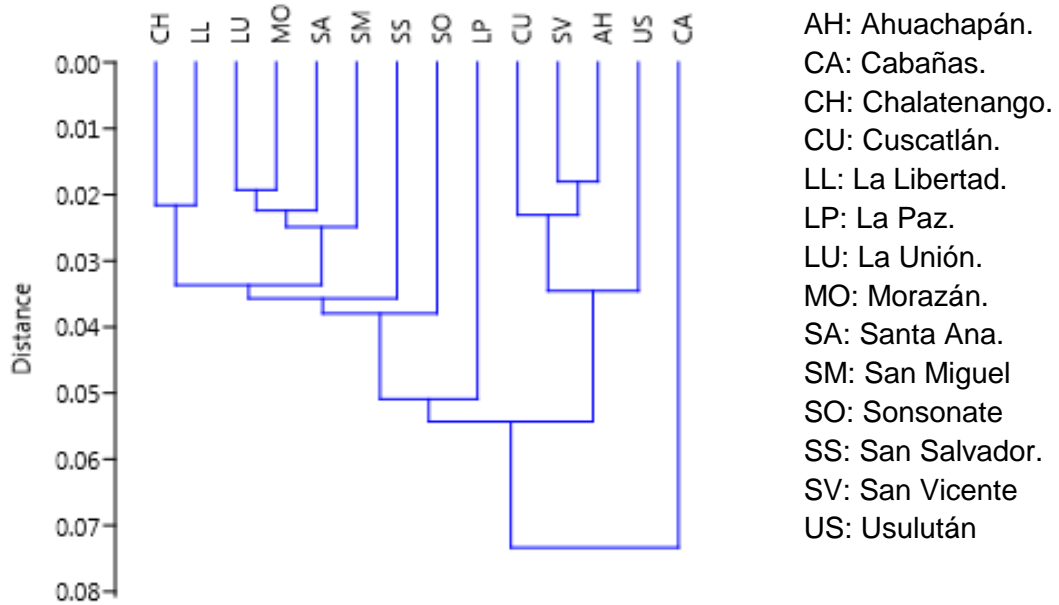 CH LL LU MO SA SM SS SO LP CU SV AH US CA
0.00
0.01
0.02
0.03
0.04
0.05
0.06
0.07
0.08
Distance
AH: Ahuachapán.
CA: Cabañas.
CH: Chalatenango.
CU: Cuscatlán.
LL: La Libertad.
LP: La Paz.
LU: La Unión.
MO: Morazán.
SA: Santa Ana.
SM: San Miguel
SO: Sonsonate
SS: San Salvador.
SV: San Vicente
US: Usulután